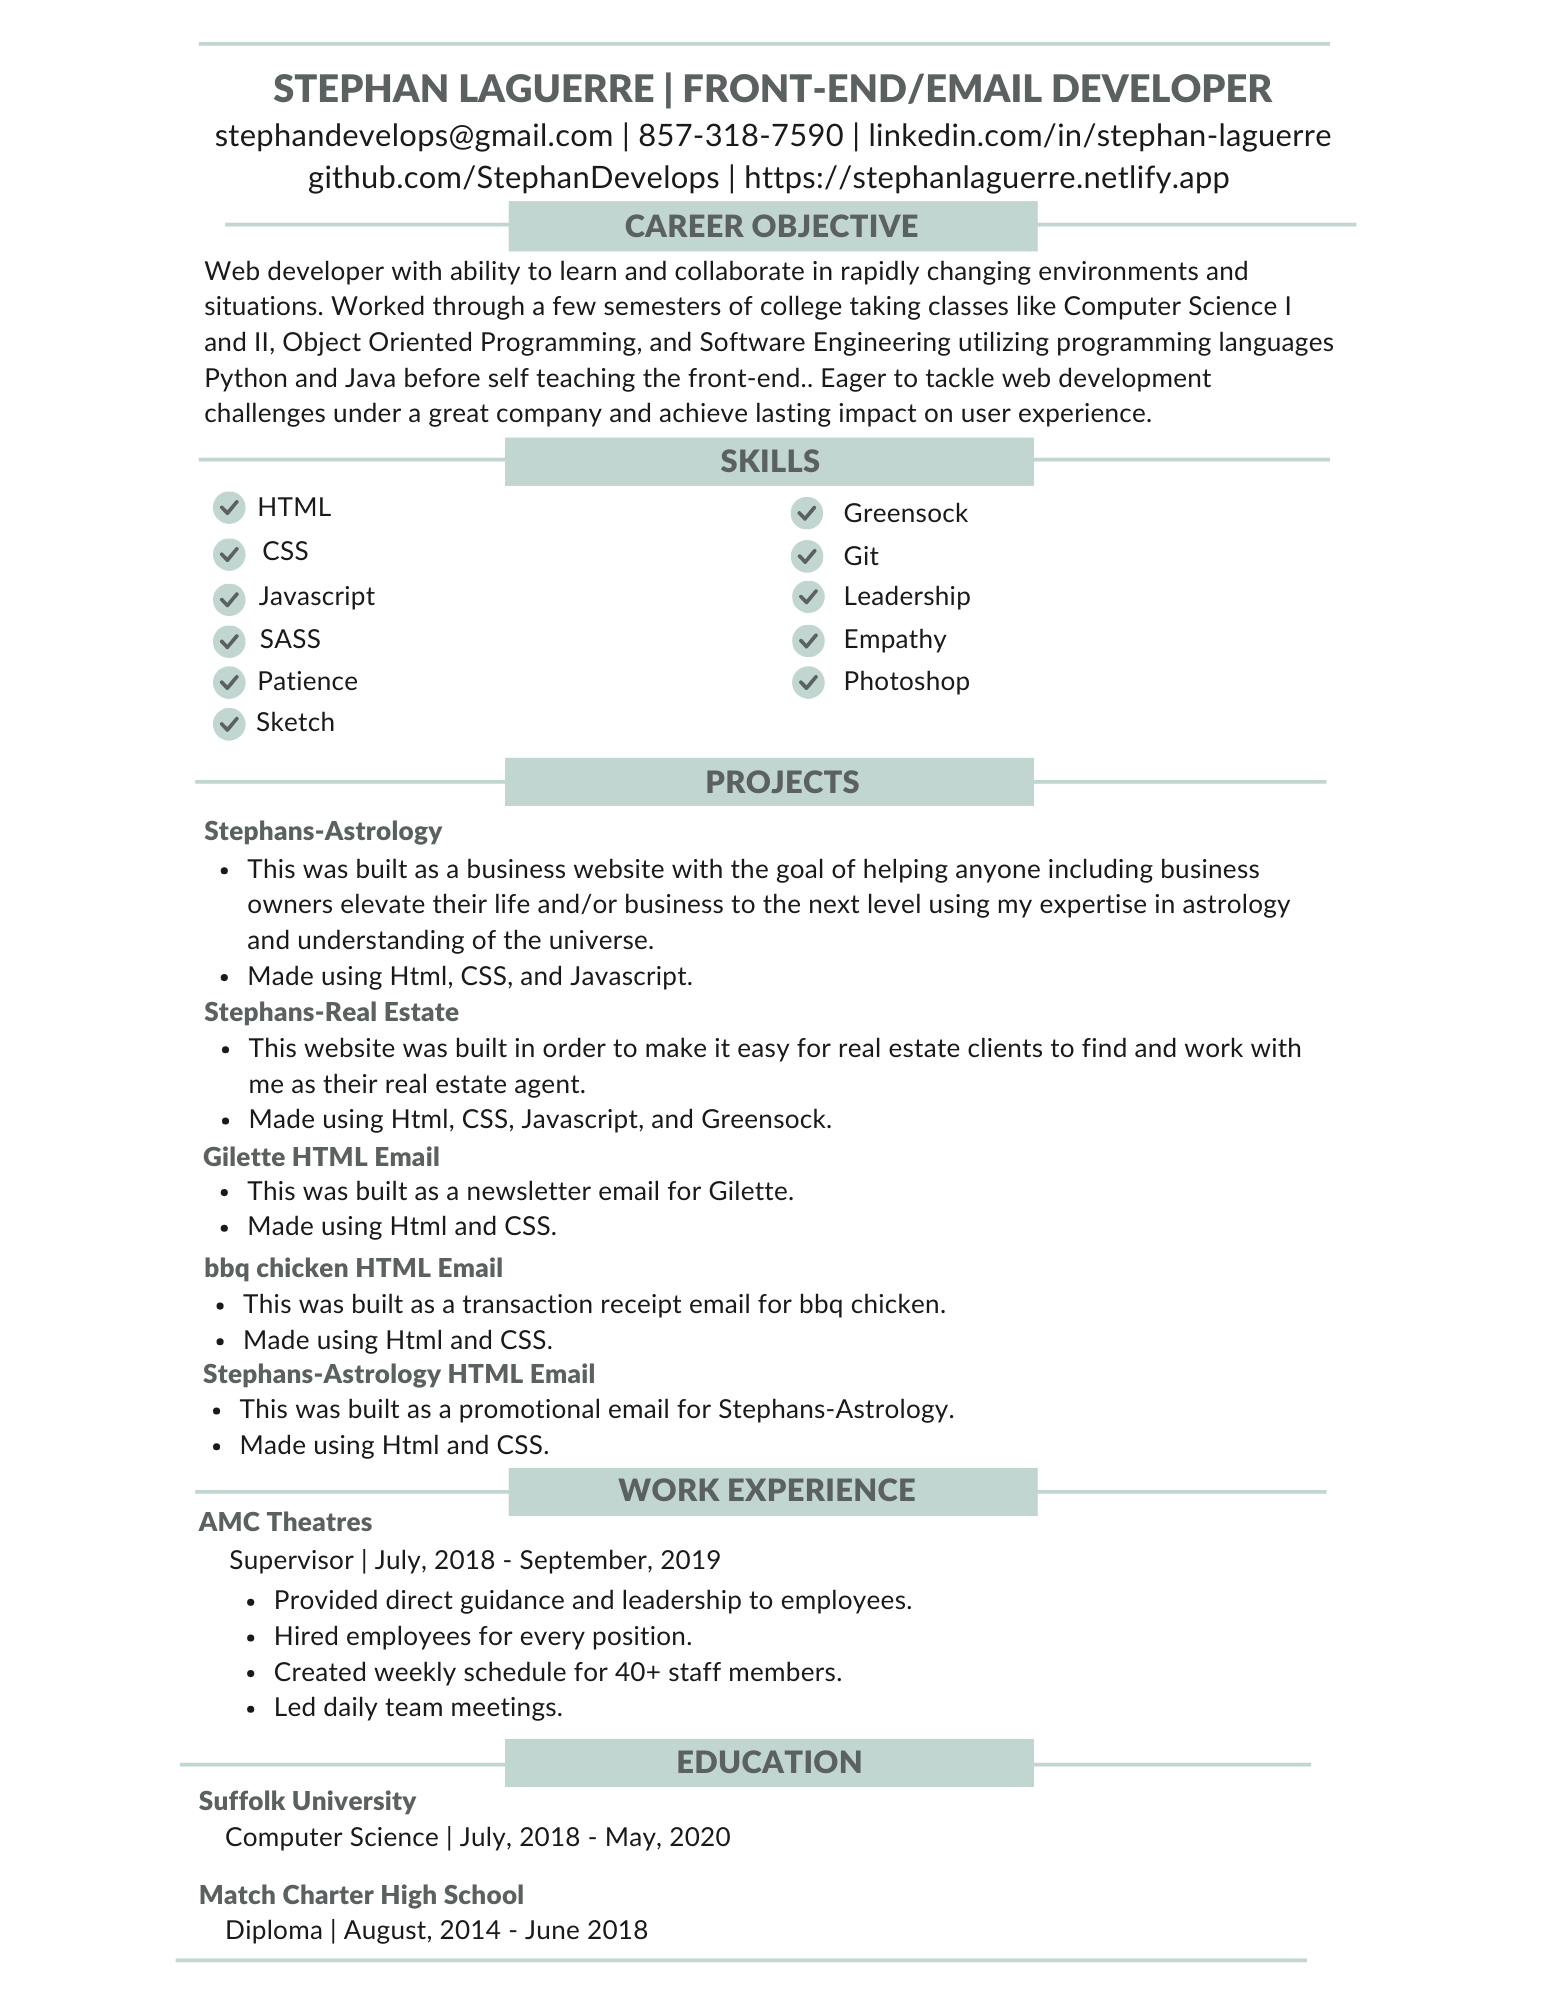 STEPHAN LAGUERRE | FRONT-END/EMAIL DEVELOPER
stephandevelops@gmail.com | 857-318-7590 | linkedin.com/in/stephan-laguerre
github.com/StephanDevelops | https://stephanlaguerre.netlify.app
CAREER OBJECTIVE
Web developer with ability to learn and collaborate in rapidly changing environments and
situations. Worked through a few semesters of college taking classes like Computer Science I
and II, Object Oriented Programming, and Software Engineering utilizing programming languages
Python and Java before self teaching the front-end.. Eager to tackle web development
challenges under a great company and achieve lasting impact on user experience.
SKILLS
HTML
CSS
Javascript
SASS
Patience
Sketch
Greensock
Git
Leadership
Empathy
Photoshop
PROJECTS
Stephans-Astrology
• This was built as a business website with the goal of helping anyone including business
owners elevate their life and/or business to the next level using my expertise in astrology
and understanding of the universe.
• Made using Html, CSS, and Javascript.
Stephans-Real Estate
• This website was built in order to make it easy for real estate clients to find and work with
me as their real estate agent.
• Made using Html, CSS, Javascript, and Greensock.
Gilette HTML Email
• This was built as a newsletter email for Gilette.
• Made using Html and CSS.
bbq chicken HTML Email
• This was built as a transaction receipt email for bbq chicken.
• Made using Html and CSS.
Stephans-Astrology HTML Email
• This was built as a promotional email for Stephans-Astrology.
• Made using Html and CSS.
WORK EXPERIENCE
AMC Theatres
Supervisor | July, 2018 - September, 2019
• Provided direct guidance and leadership to employees.
• Hired employees for every position.
• Created weekly schedule for 40+ staff members.
• Led daily team meetings.
EDUCATION
Suffolk University
Computer Science | July, 2018 - May, 2020
Match Charter High School
Diploma | August, 2014 - June 2018